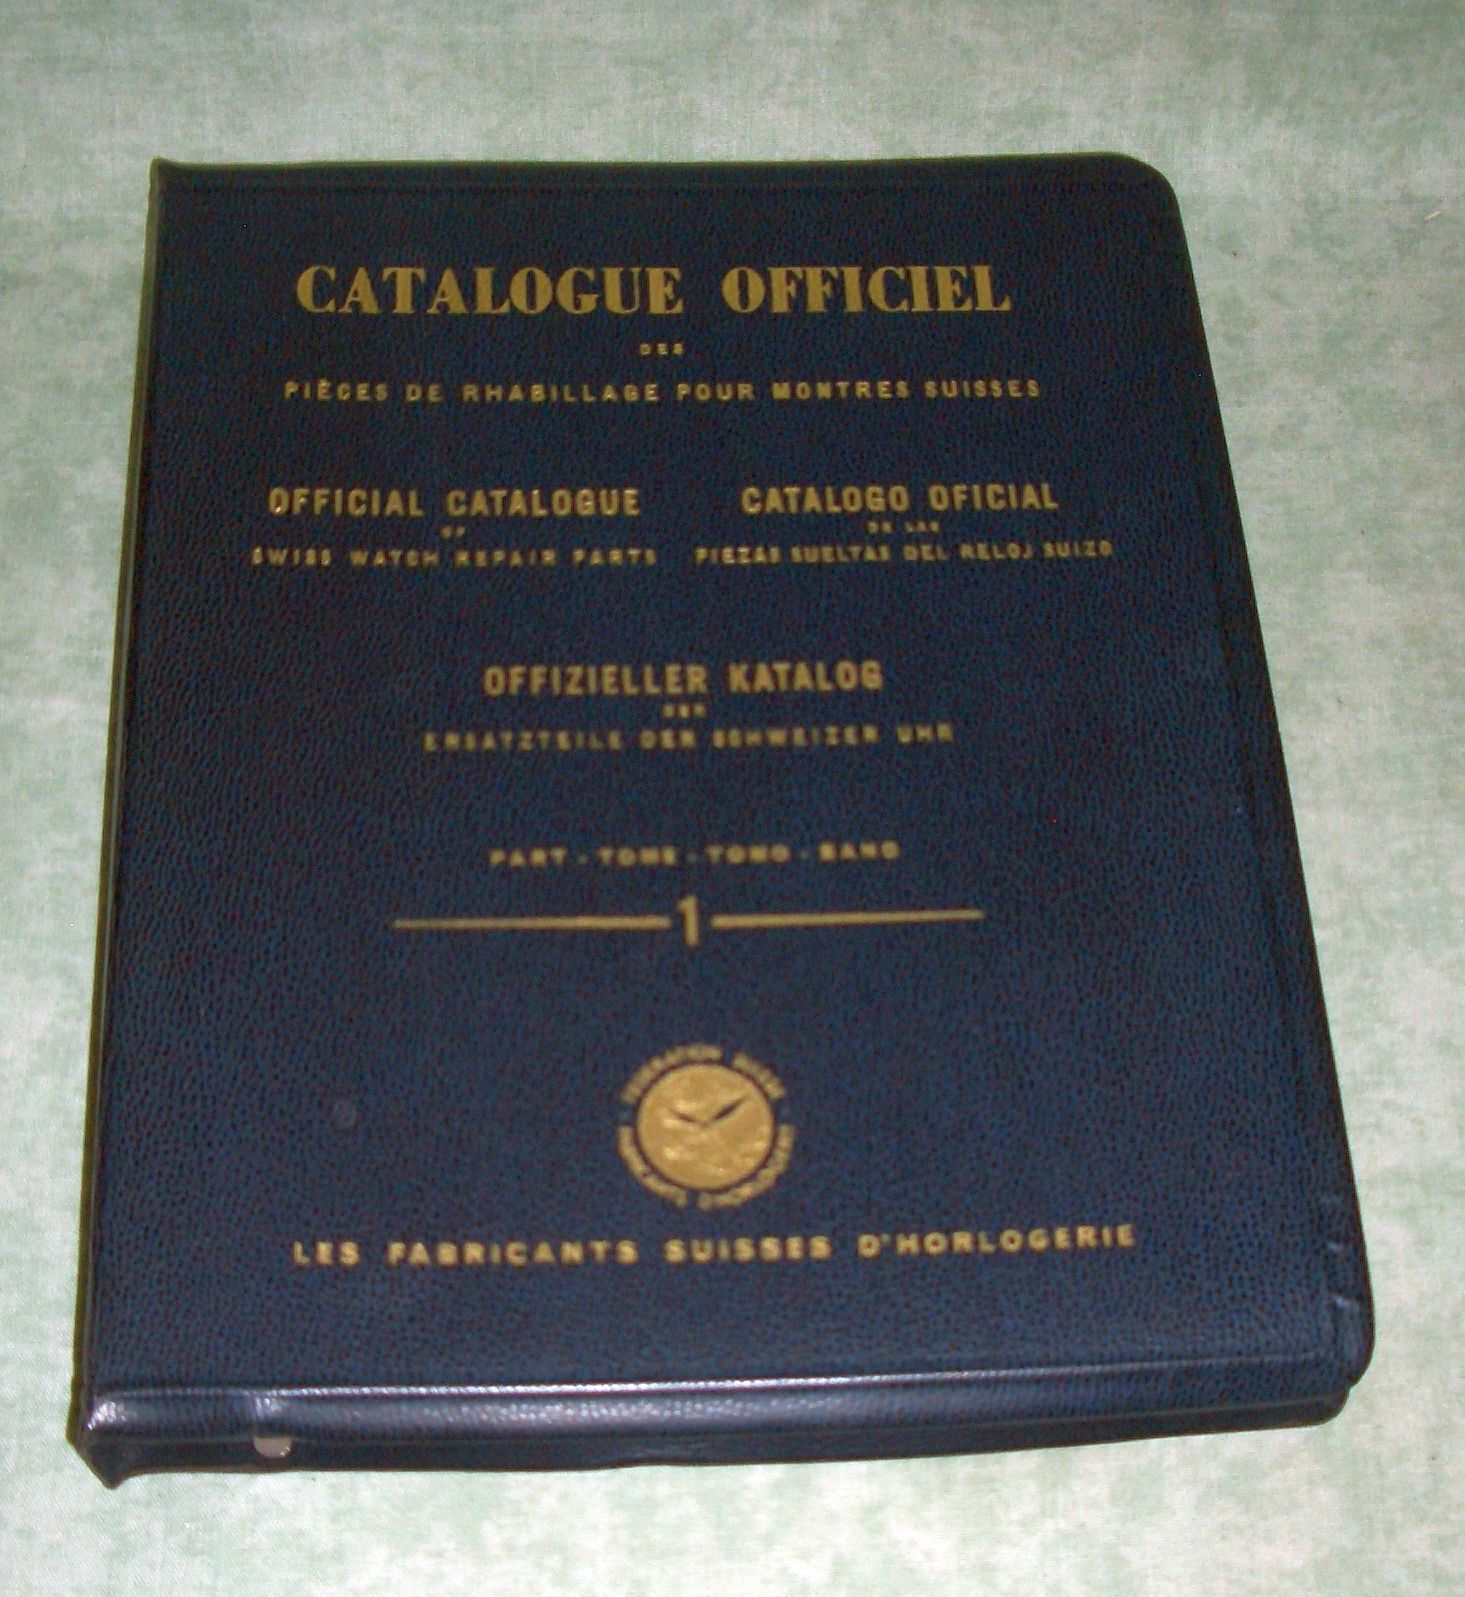 CATALOGUE OFFICIEL
DES
PIÈCES DE RHABILLAGE POUR MONTRES SUISSES
OFFICIAL CATALOGUE
OF
SWISS WATCH REPAIR PARTS
CATALOGO OFICIAL
DE LAS
PIEZAS SUELTAS DEL RELOJ SUIZO
OFFIZIELLER KATALOG
DER
ERSATZTEILE DER SCHWEIZER UHR
PART - TOME - TOMO - BAND
1
LES FABRICANTS SUISSES D'HORLOGERIE